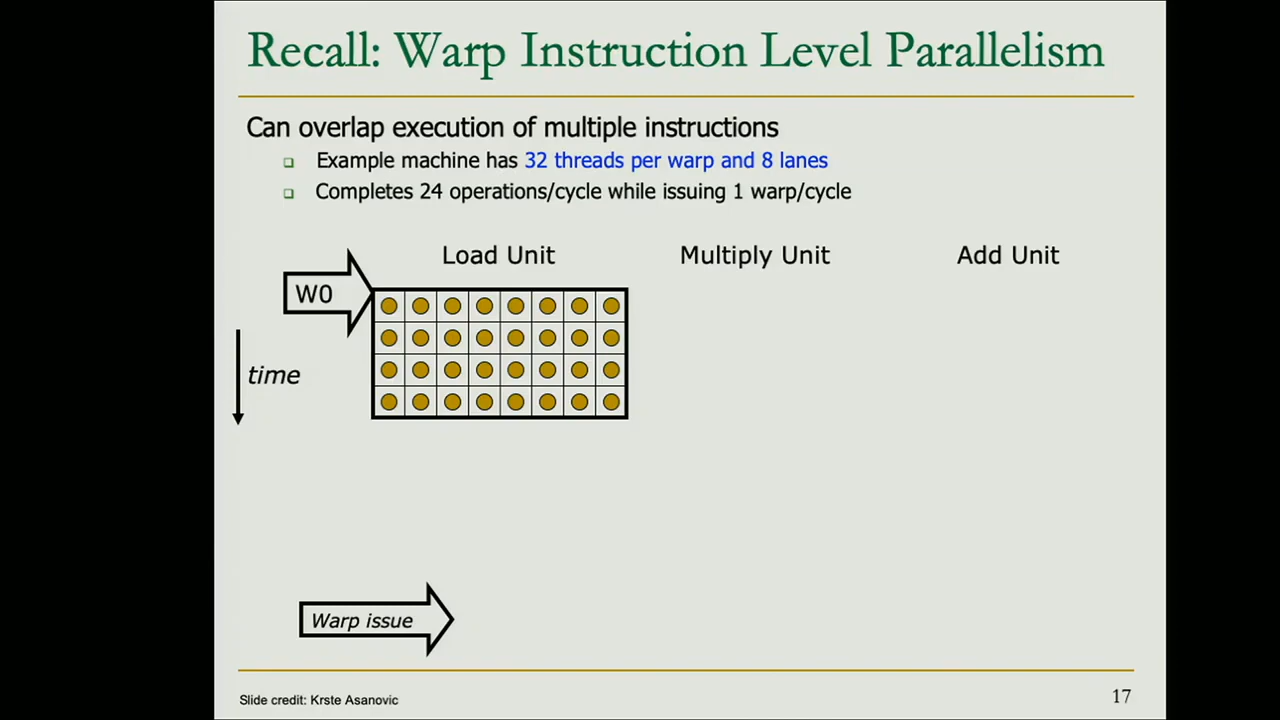 Recall: Warp Instruction Level Parallelism
Can overlap execution of multiple instructions
Example machine has 32 threads per warp and 8 lanes
Completes 24 operations/cycle while issuing 1 warp/cycle
Load Unit Multiply Unit Add Unit
W0
time
Warp issue
Slide credit: Krste Asanovic 17